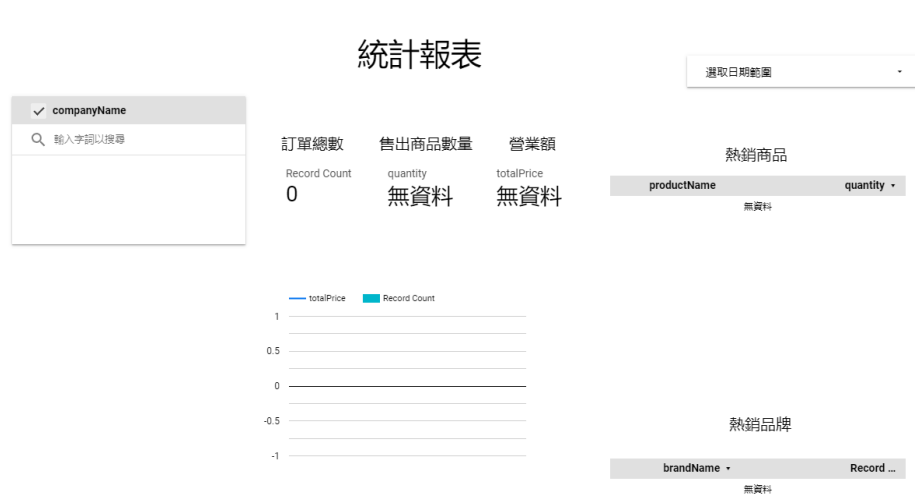 統計報表
選取日期範圍
companyName
輸入字詞以搜尋
訂單總數
Record Count
0
售出商品數量
quantity
無資料
營業額
totalPrice
無資料
熱銷商品
productName quantity
無資料
totalPrice Record Count
1
0.5
0
-0.5
-1
熱銷品牌
brandName Record ...
無資料